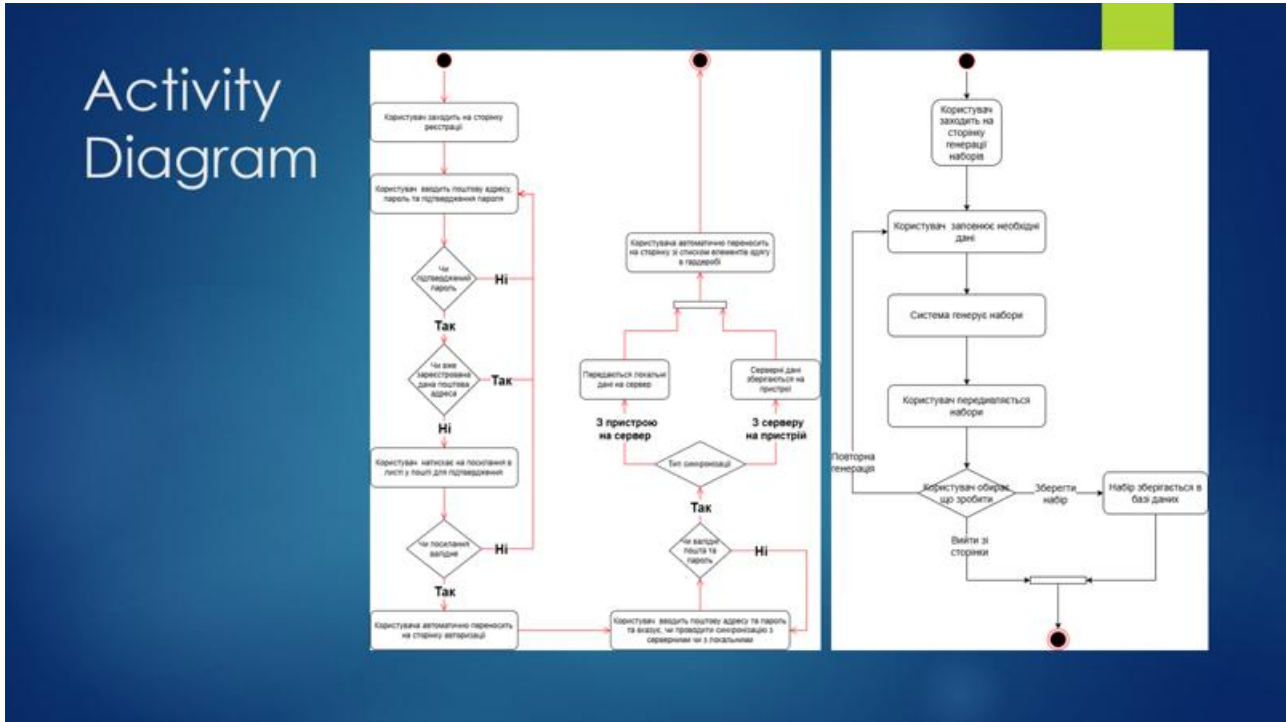 Activity
Diagram
Користувач заходить на сторінку
реєстрації
Користувач вводить поштову адресу,
пароль та підтвердження пароля
Чи
підтверджений
пароль
Ні
Так
Чи вже
зареєстрована
дана поштова
адреса
Так
Ні
Користувач натискає на посилання в
листі у пошті для підтвердження
Чи посилання
валідне
Ні
Так
Користувача автоматично переносить
на сторінку авторизації
Користувача автоматично переносить
на сторінку зі списком елементів одягу
в гардеробі
Передаються локальні
дані на сервер
Серверні дані
зберігаються на
пристрої
З пристрою
на сервер
З серверу
на пристрій
Тип синхронізації
Так
Чи валідні
пошта та
пароль
Ні
Користувач вводить поштову адресу та пароль
та вказує, чи проводити синхронізацію з
серверними чи з локальними
Користувач
заходить на
сторінку
генерації
наборів
Користувач заповнює необхідні
дані
Система генерує набори
Користувач передивляється
набори
Повторна
генерація
Користувач обирає
що зробити
Зберегти
набір
Набір зберігається в
базі даних
Вийти зі
сторінки